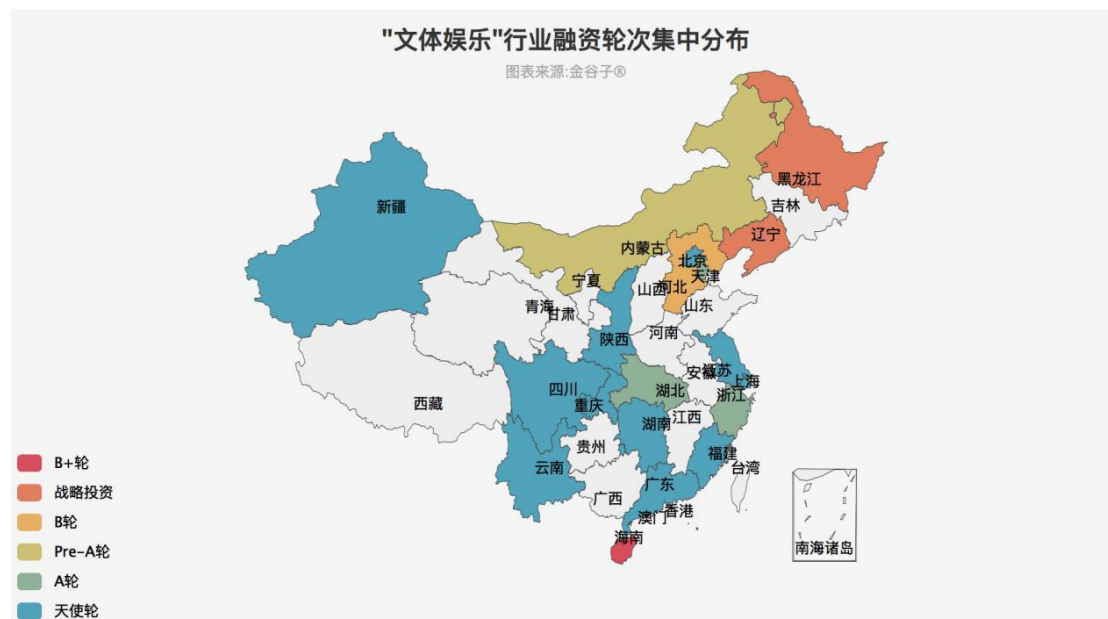 "文体娱乐"行业融资轮次集中分布
图表来源:金谷子®
黑龙江
吉林
新疆
辽宁
内蒙古
北京
天津
宁夏
山西
河北
青海
甘肃
山东
陕西
河南
安徽
江苏
上海
四川
湖北
浙江
重庆
西藏
湖南
江西
贵州
福建
云南
台湾
广东
广西
香港
澳门
海南
南海诸岛
B+轮
战略投资
B轮
Pre-A轮
A轮
天使轮